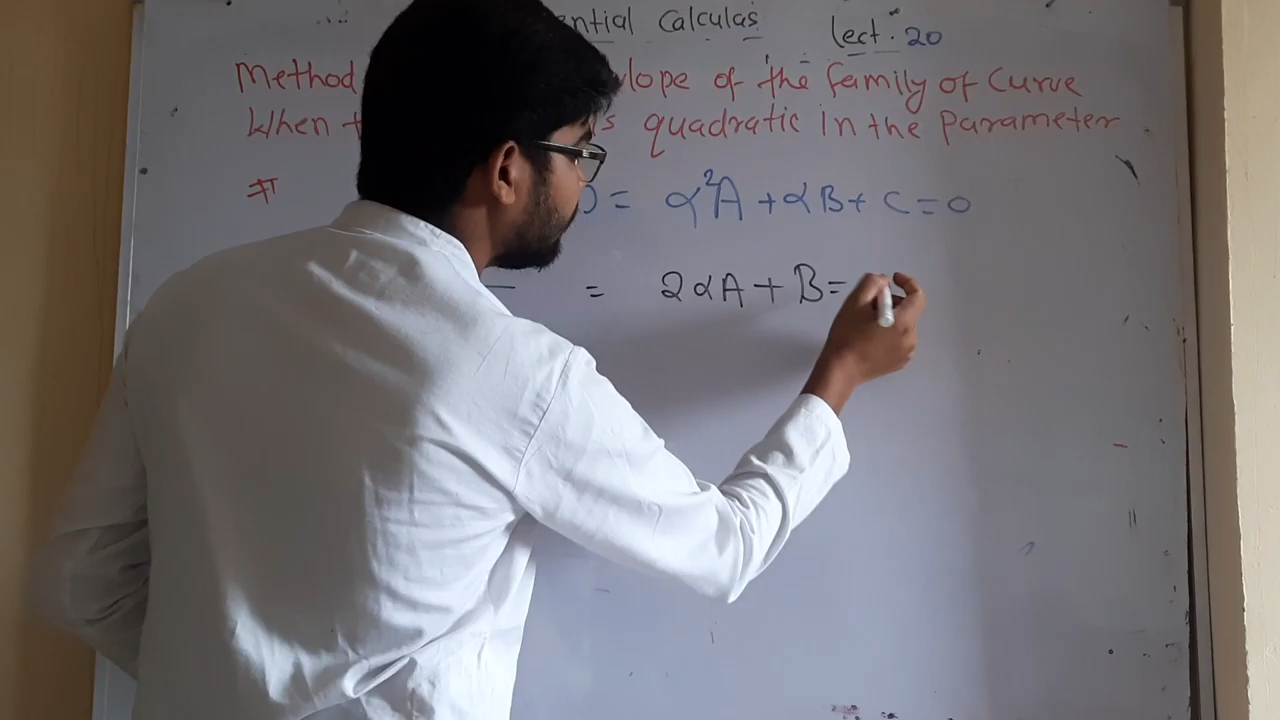 ential Calculas Lect. 20
Method lope of the family of Curve
When t s quadratic in the Parameter
# ) = α²A + αB + C = 0
= 2αA + B =